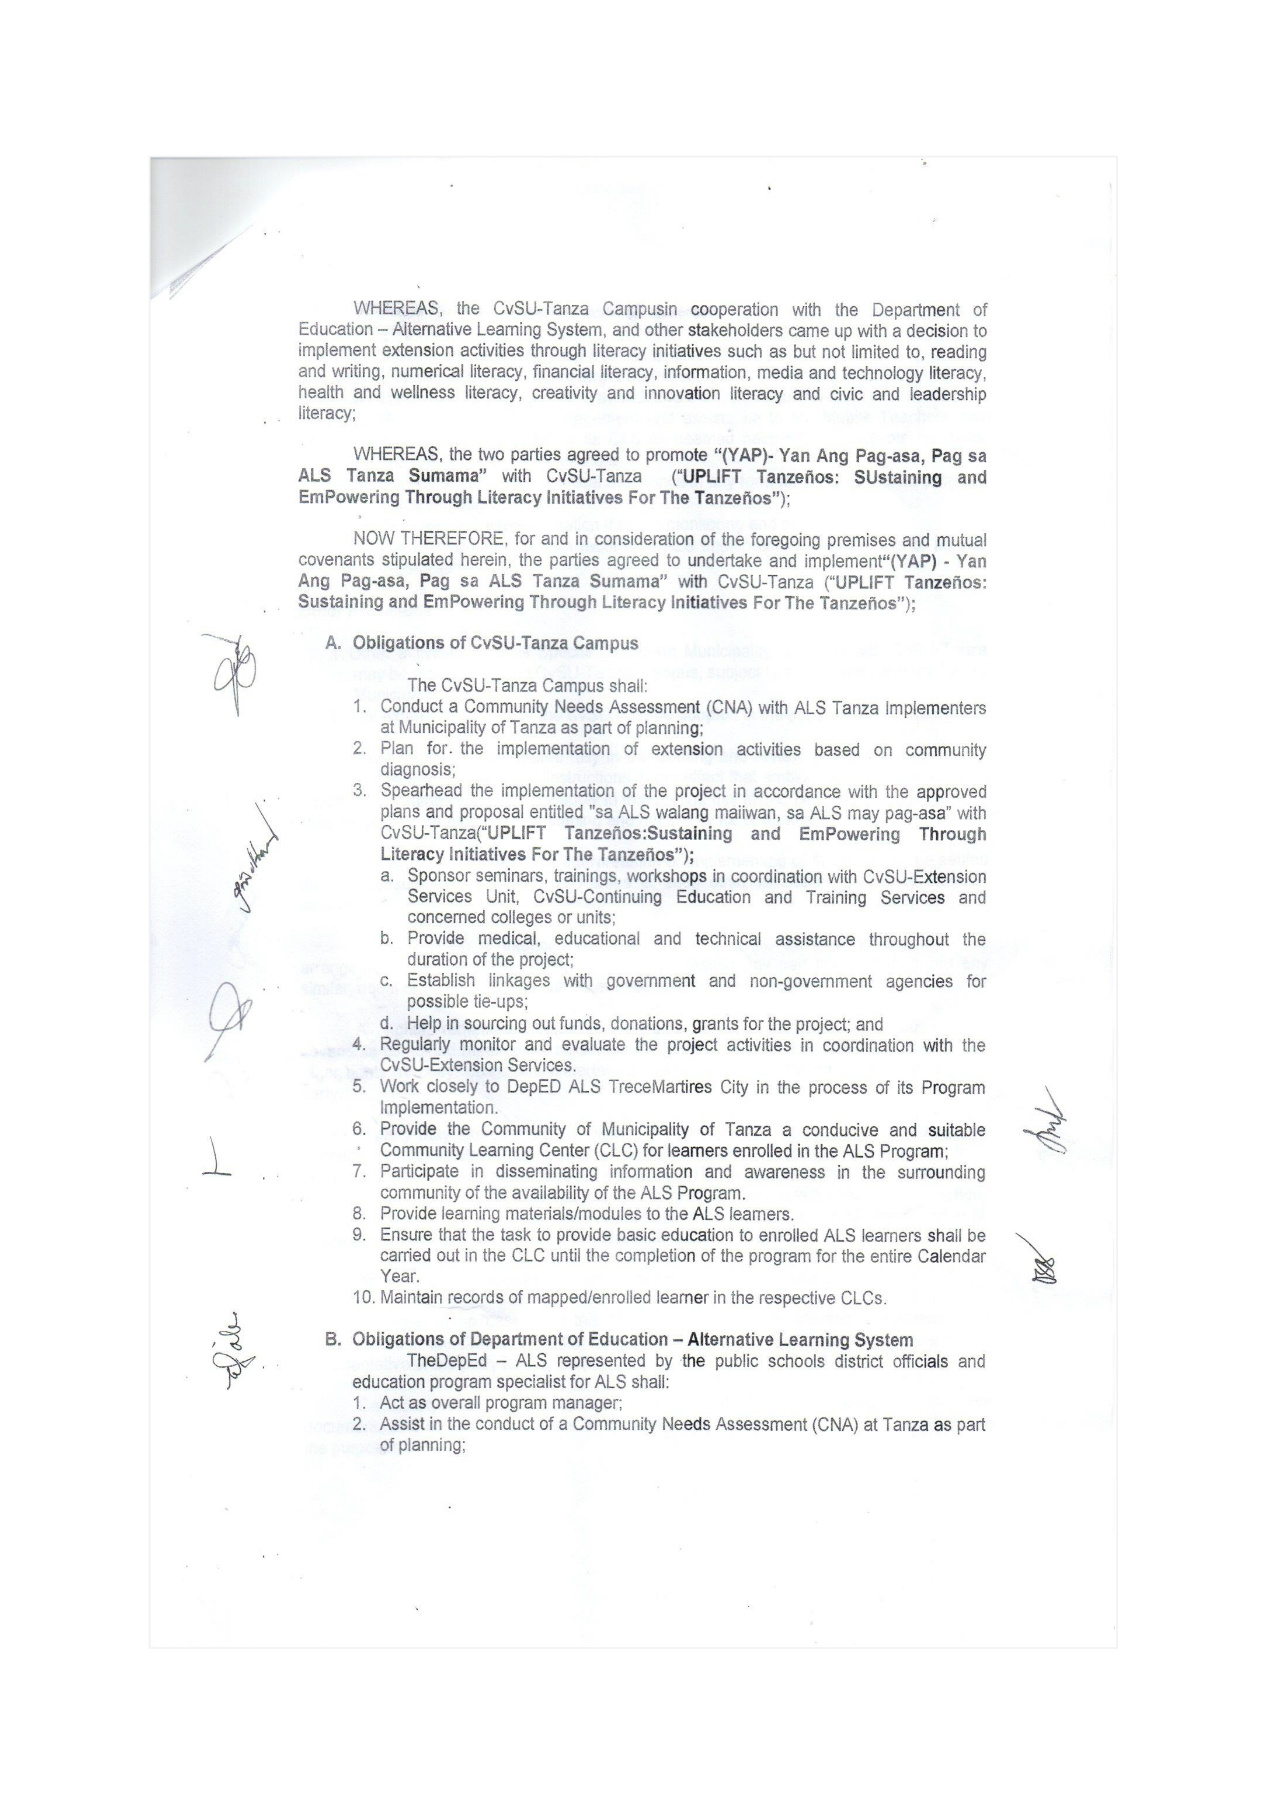 WHEREAS, the CvSU-Tanza Campusin cooperation with the Department of
Education – Alternative Learning System, and other stakeholders came up with a decision to
implement extension activities through literacy initiatives such as but not limited to, reading
and writing, numerical literacy, financial literacy, information, media and technology literacy,
health and wellness literacy, creativity and innovation literacy and civic and leadership
literacy;
WHEREAS, the two parties agreed to promote “(YAP)- Yan Ang Pag-asa, Pag sa
ALS Tanza Sumama” with CvSU-Tanza (“UPLIFT Tanzeños: SUstaining and
EmPowering Through Literacy Initiatives For The Tanzeños”);
NOW THEREFORE, for and in consideration of the foregoing premises and mutual
covenants stipulated herein, the parties agreed to undertake and implement“(YAP) - Yan
Ang Pag-asa, Pag sa ALS Tanza Sumama” with CvSU-Tanza (“UPLIFT Tanzeños:
Sustaining and EmPowering Through Literacy Initiatives For The Tanzeños”);
A. Obligations of CvSU-Tanza Campus
The CvSU-Tanza Campus shall:
1. Conduct a Community Needs Assessment (CNA) with ALS Tanza Implementers
at Municipality of Tanza as part of planning;
2. Plan for the implementation of extension activities based on community
diagnosis;
3. Spearhead the implementation of the project in accordance with the approved
plans and proposal entitled "sa ALS walang maiiwan, sa ALS may pag-asa” with
CvSU-Tanza(“UPLIFT Tanzeños:Sustaining and EmPowering Through
Literacy Initiatives For The Tanzeños”);
a. Sponsor seminars, trainings, workshops in coordination with CvSU-Extension
Services Unit, CvSU-Continuing Education and Training Services and
concerned colleges or units;
b. Provide medical, educational and technical assistance throughout the
duration of the project;
c. Establish linkages with government and non-government agencies for
possible tie-ups;
d. Help in sourcing out funds, donations, grants for the project; and
4. Regularly monitor and evaluate the project activities in coordination with the
CvSU-Extension Services.
5. Work closely to DepED ALS TreceMartires City in the process of its Program
Implementation.
6. Provide the Community of Municipality of Tanza a conducive and suitable
Community Learning Center (CLC) for learners enrolled in the ALS Program;
7. Participate in disseminating information and awareness in the surrounding
community of the availability of the ALS Program.
8. Provide learning materials/modules to the ALS learners.
9. Ensure that the task to provide basic education to enrolled ALS learners shall be
carried out in the CLC until the completion of the program for the entire Calendar
Year.
10. Maintain records of mapped/enrolled learner in the respective CLCs.
B. Obligations of Department of Education – Alternative Learning System
TheDepEd – ALS represented by the public schools district officials and
education program specialist for ALS shall:
1. Act as overall program manager;
2. Assist in the conduct of a Community Needs Assessment (CNA) at Tanza as part
of planning;